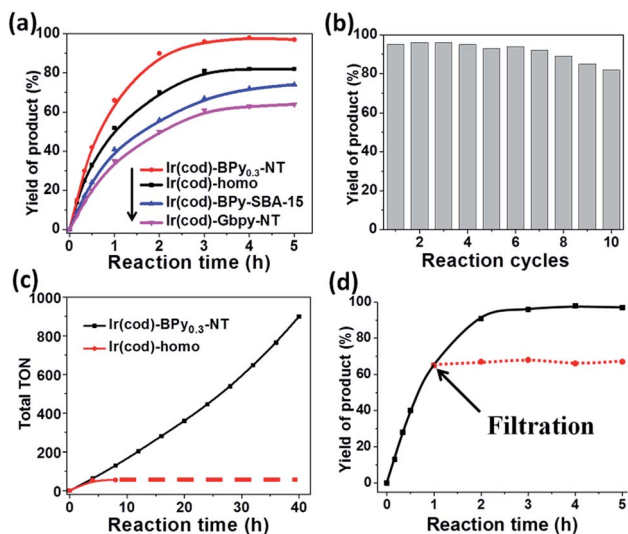 (a)
Yield of product (%)
100
80
60
40
20
0
Ir(cod)-BPy0.3-NT
Ir(cod)-homo
Ir(cod)-BPy-SBA-15
Ir(cod)-Gbpy-NT
0 1 2 3 4 5
Reaction time (h)
(b)
Yield of product (%)
100
80
60
40
20
0
2 4 6 8 10
Reaction cycles
(c)
Total TON
1000
800
600
400
200
0
Ir(cod)-BPy0.3-NT
Ir(cod)-homo
0 10 20 30 40
Reaction time (h)
(d)
Yield of product (%)
100
80
60
40
20
0
Filtration
0 1 2 3 4 5
Reaction time (h)